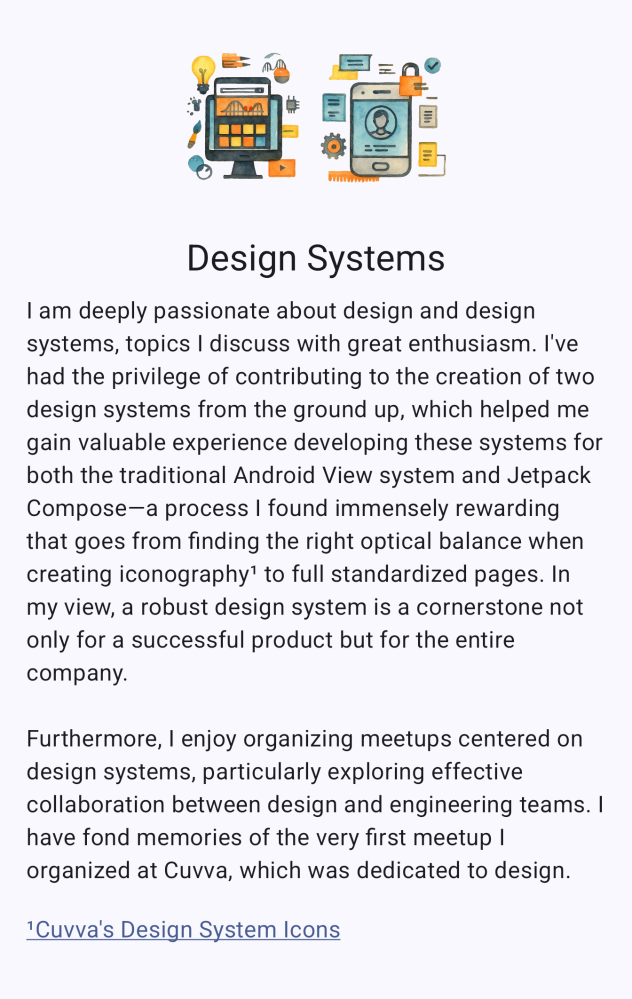 Design Systems
I am deeply passionate about design and design
systems, topics I discuss with great enthusiasm. I've
had the privilege of contributing to the creation of two
design systems from the ground up, which helped me
gain valuable experience developing these systems for
both the traditional Android View system and Jetpack
Compose—a process I found immensely rewarding
that goes from finding the right optical balance when
creating iconography¹ to full standardized pages. In
my view, a robust design system is a cornerstone not
only for a successful product but for the entire
company.
Furthermore, I enjoy organizing meetups centered on
design systems, particularly exploring effective
collaboration between design and engineering teams. I
have fond memories of the very first meetup I
organized at Cuvva, which was dedicated to design.
¹Cuvva's Design System Icons